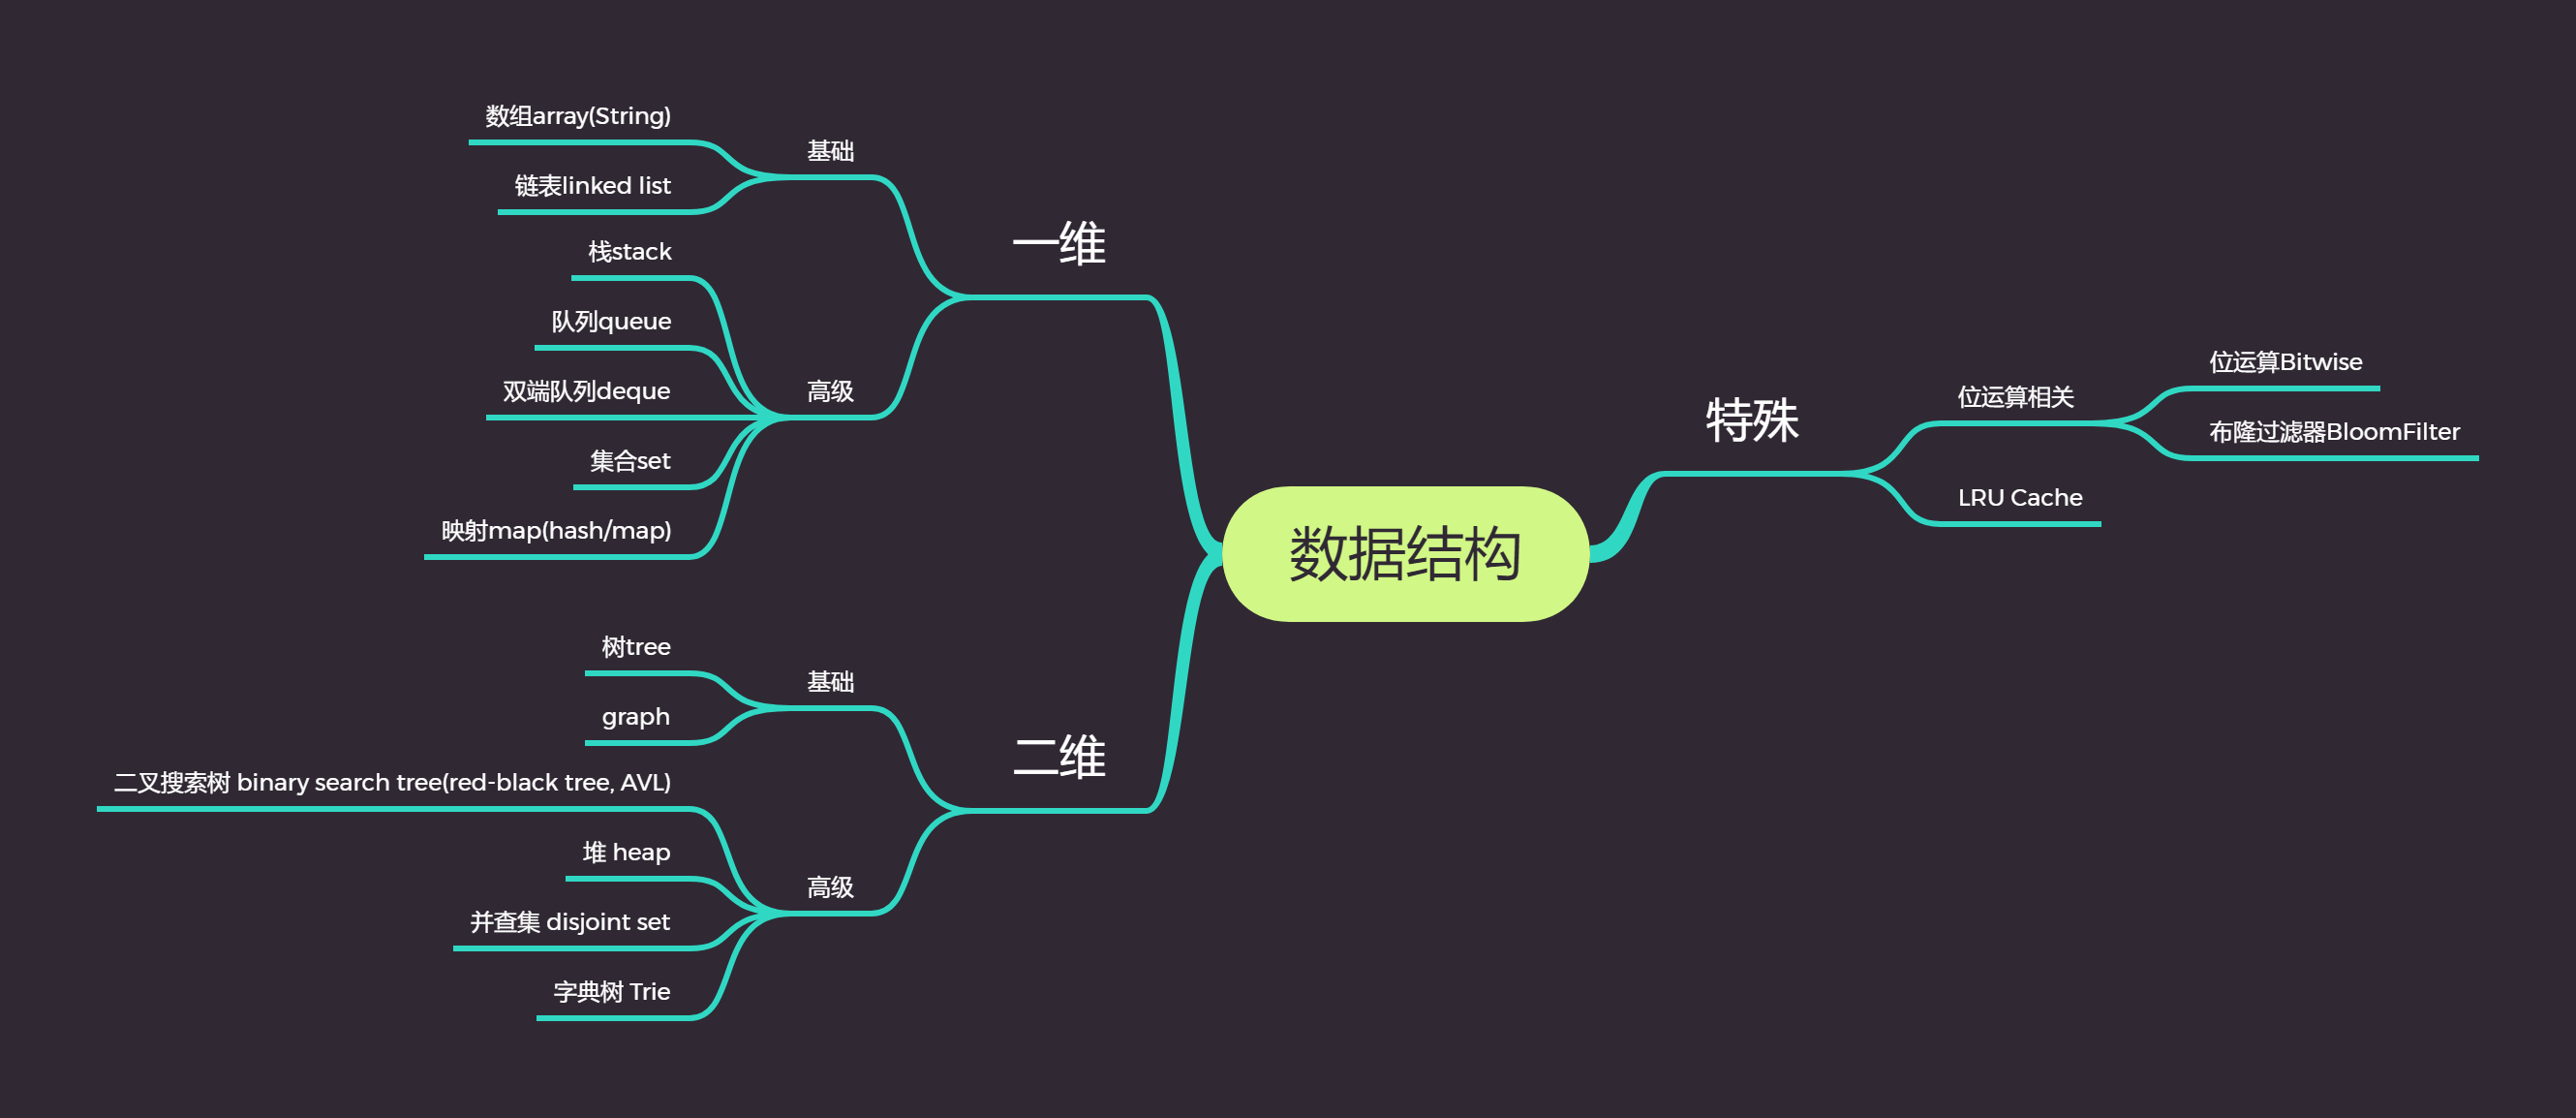 数据结构
一维
基础
数组array(String)
链表linked list
高级
栈stack
队列queue
双端队列deque
集合set
映射map(hash/map)
二维
基础
树tree
graph
高级
二叉搜索树 binary search tree(red-black tree, AVL)
堆 heap
并查集 disjoint set
字典树 Trie
特殊
位运算相关
位运算Bitwise
布隆过滤器BloomFilter
LRU Cache